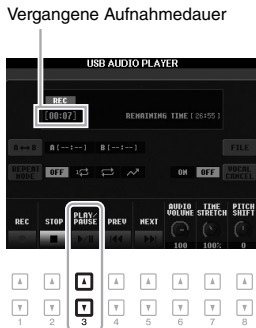 Vergangene Aufnahmedauer
USB AUDIO PLAYER
REC
[00:07] REMAINING TIME [26:55]
A↔B A[--:--] B[--:--] FILE
REPEAT MODE OFF ON OFF VOCAL CANCEL
REC STOP PLAY/PAUSE PREV NEXT AUDIO VOLUME TIME STRETCH PITCH SHIFT
100 100% 0
1 2 3 4 5 6 7 8